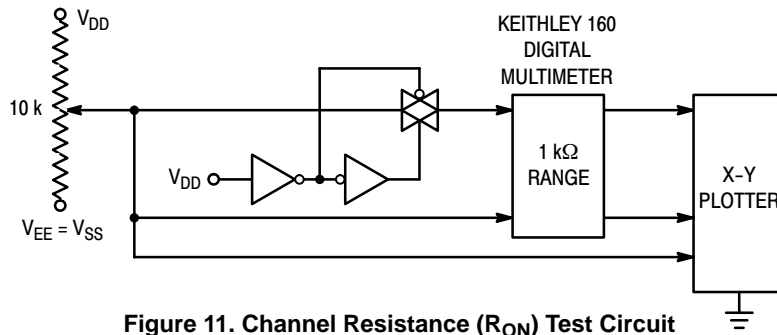 V_DD
10 k
V_EE = V_SS
V_DD
KEITHLEY 160
DIGITAL
MULTIMETER
1 kΩ
RANGE
X-Y
PLOTTER
Figure 11. Channel Resistance (R_ON) Test Circuit